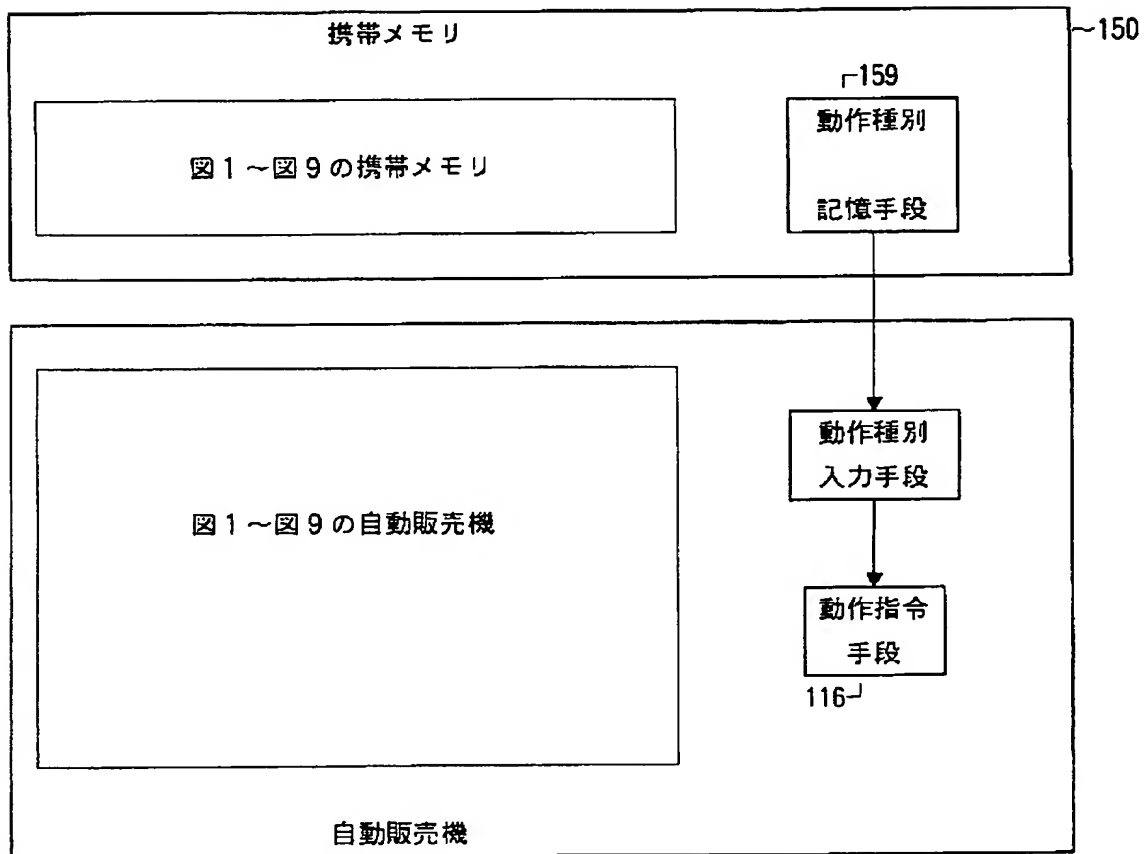 携帯メモリ
~150
159
動作種別
記憶手段
図1~図9の携帯メモリ
動作種別
入力手段
図1~図9の自動販売機
動作指令
手段
116
自動販売機